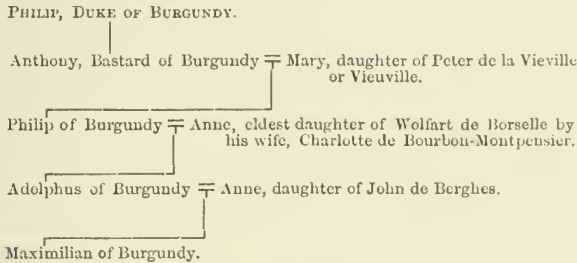 PHILIP, DUKE OF BURGUNDY.
Anthony, Bastard of Burgundy = Mary, daughter of Peter de la Vieville
or Vieuville.
Philip of Burgundy = Anne, eldest daughter of Wolfart de Borselle by
his wife, Charlotte de Bourbon-Montpensier.
Adolphus of Burgundy = Anne, daughter of John de Berghes.
Maximilian of Burgundy.